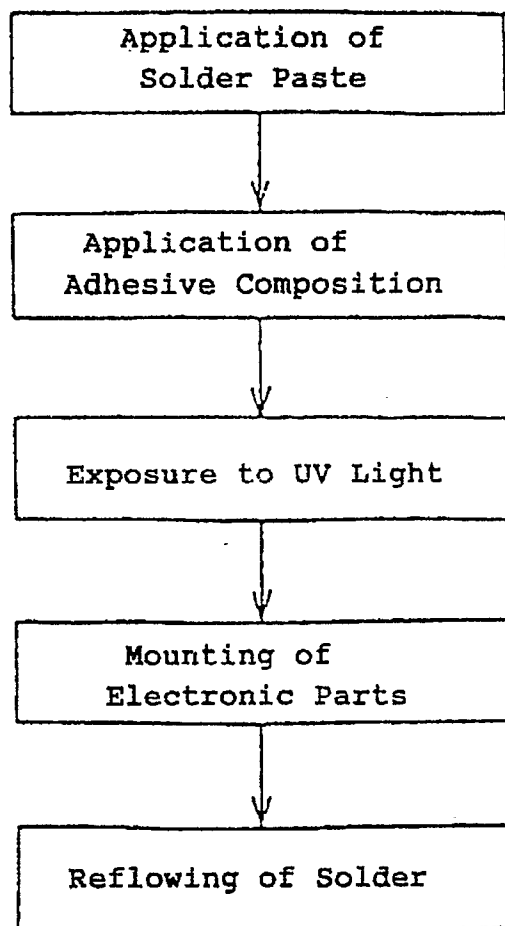 Application of
Solder Paste
Application of
Adhesive Composition
Exposure to UV Light
Mounting of
Electronic Parts
Reflowing of Solder